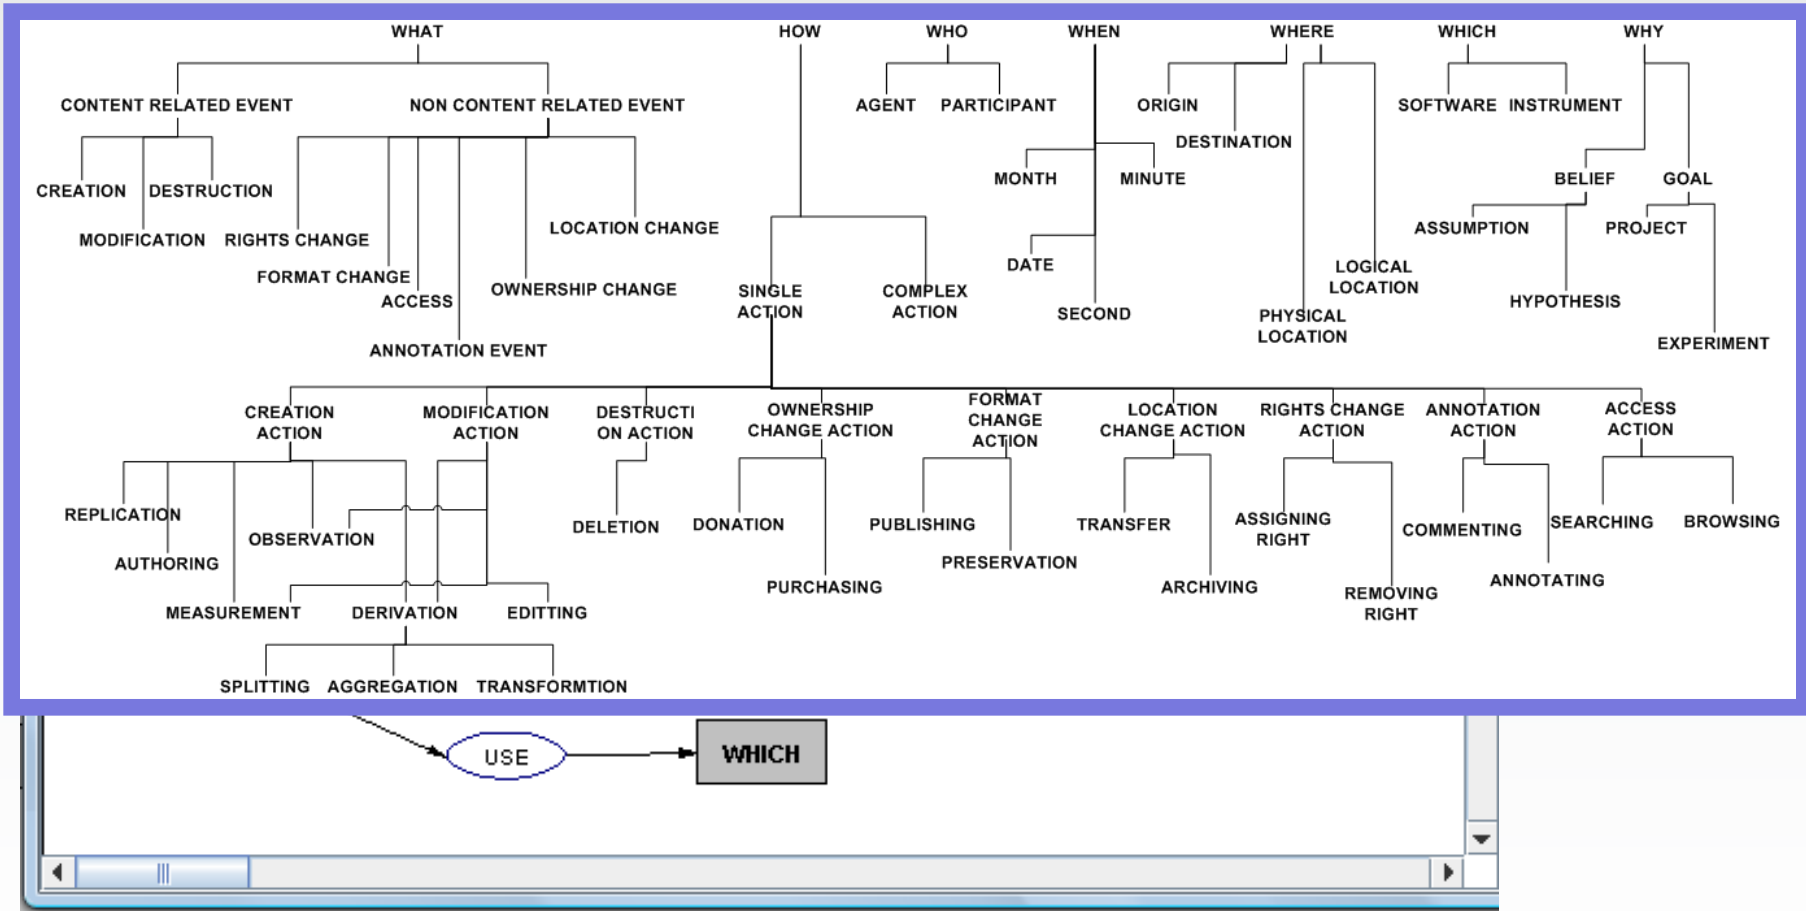 WHAT
HOW
WHO
WHEN
WHERE
WHICH
WHY
CONTENT RELATED EVENT
NON CONTENT RELATED EVENT
AGENT
PARTICIPANT
ORIGIN
SOFTWARE
INSTRUMENT
DESTINATION
CREATION
DESTRUCTION
MONTH
MINUTE
BELIEF
GOAL
MODIFICATION
RIGHTS CHANGE
LOCATION CHANGE
ASSUMPTION
PROJECT
FORMAT CHANGE
ACCESS
OWNERSHIP CHANGE
DATE
LOGICAL
LOCATION
SINGLE
ACTION
COMPLEX
ACTION
SECOND
PHYSICAL
LOCATION
HYPOTHESIS
EXPERIMENT
ANNOTATION EVENT
CREATION
ACTION
MODIFICATION
ACTION
DESTRUCTI
ON ACTION
OWNERSHIP
CHANGE ACTION
FORMAT
CHANGE
ACTION
LOCATION
CHANGE ACTION
RIGHTS CHANGE
ACTION
ANNOTATION
ACTION
ACCESS
ACTION
REPLICATION
OBSERVATION
AUTHORING
MEASUREMENT
DERIVATION
EDITTING
DELETION
DONATION
PURCHASING
PUBLISHING
PRESERVATION
TRANSFER
ARCHIVING
ASSIGNING
RIGHT
REMOVING
RIGHT
COMMENTING
ANNOTATING
SEARCHING
BROWSING
SPLITTING
AGGREGATION
TRANSFORMTION
USE
WHICH